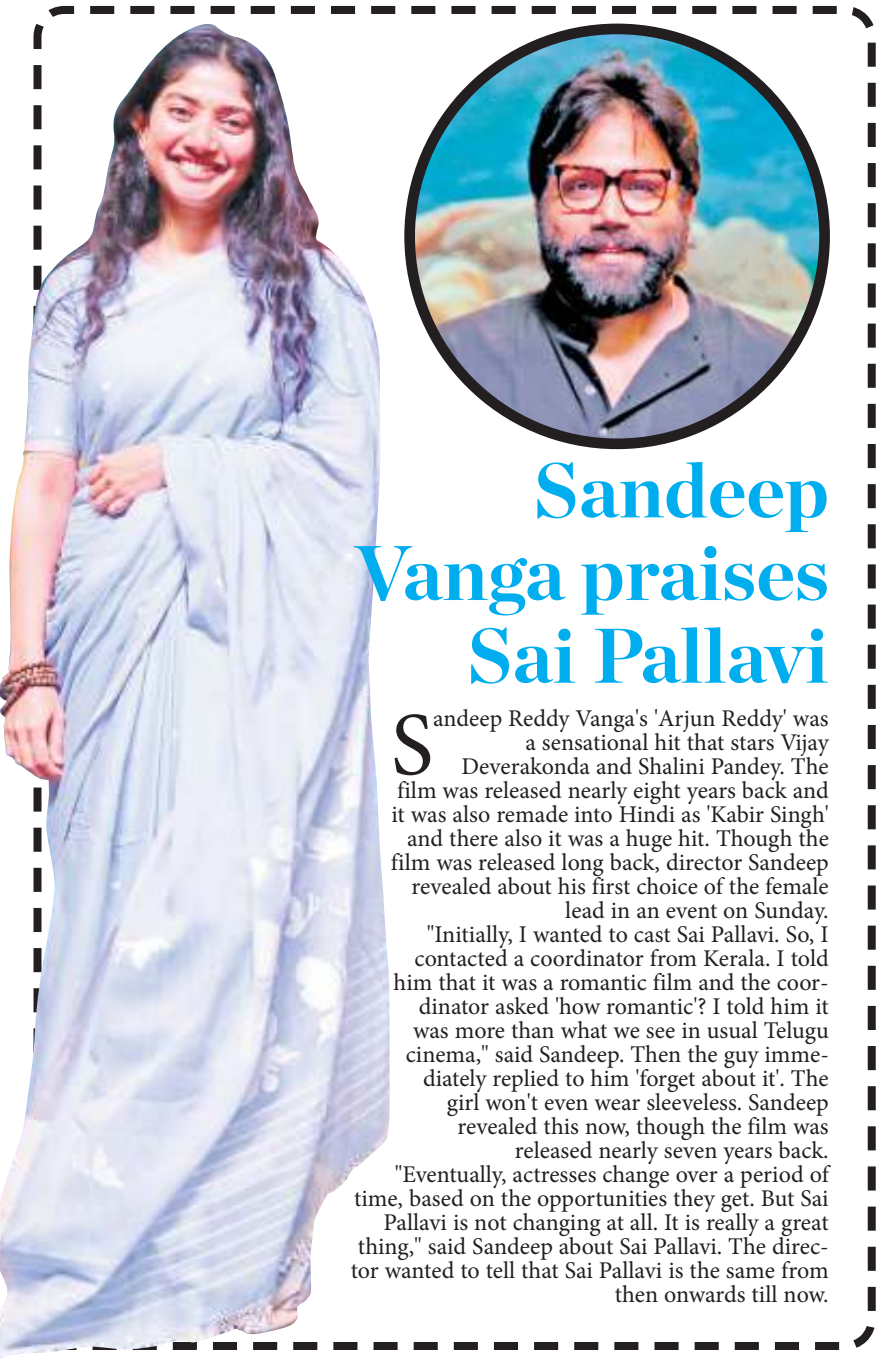 Sandeep
Vanga praises
Sai Pallavi
Sandeep Reddy Vanga's 'Arjun Reddy' was
a sensational hit that stars Vijay
Deverakonda and Shalini Pandey. The
film was released nearly eight years back and
it was also remade into Hindi as 'Kabir Singh'
and there also it was a huge hit. Though the
film was released long back, director Sandeep
revealed about his first choice of the female
lead in an event on Sunday.
"Initially, I wanted to cast Sai Pallavi. So, I
contacted a coordinator from Kerala. I told
him that it was a romantic film and the coor-
dinator asked 'how romantic'? I told him it
was more than what we see in usual Telugu
cinema," said Sandeep. Then the guy imme-
diately replied to him 'forget about it'. The
girl won't even wear sleeveless. Sandeep
revealed this now, though the film was
released nearly seven years back.
"Eventually, actresses change over a period of
time, based on the opportunities they get. But Sai
Pallavi is not changing at all. It is really a great
thing," said Sandeep about Sai Pallavi. The direc-
tor wanted to tell that Sai Pallavi is the same from
then onwards till now.